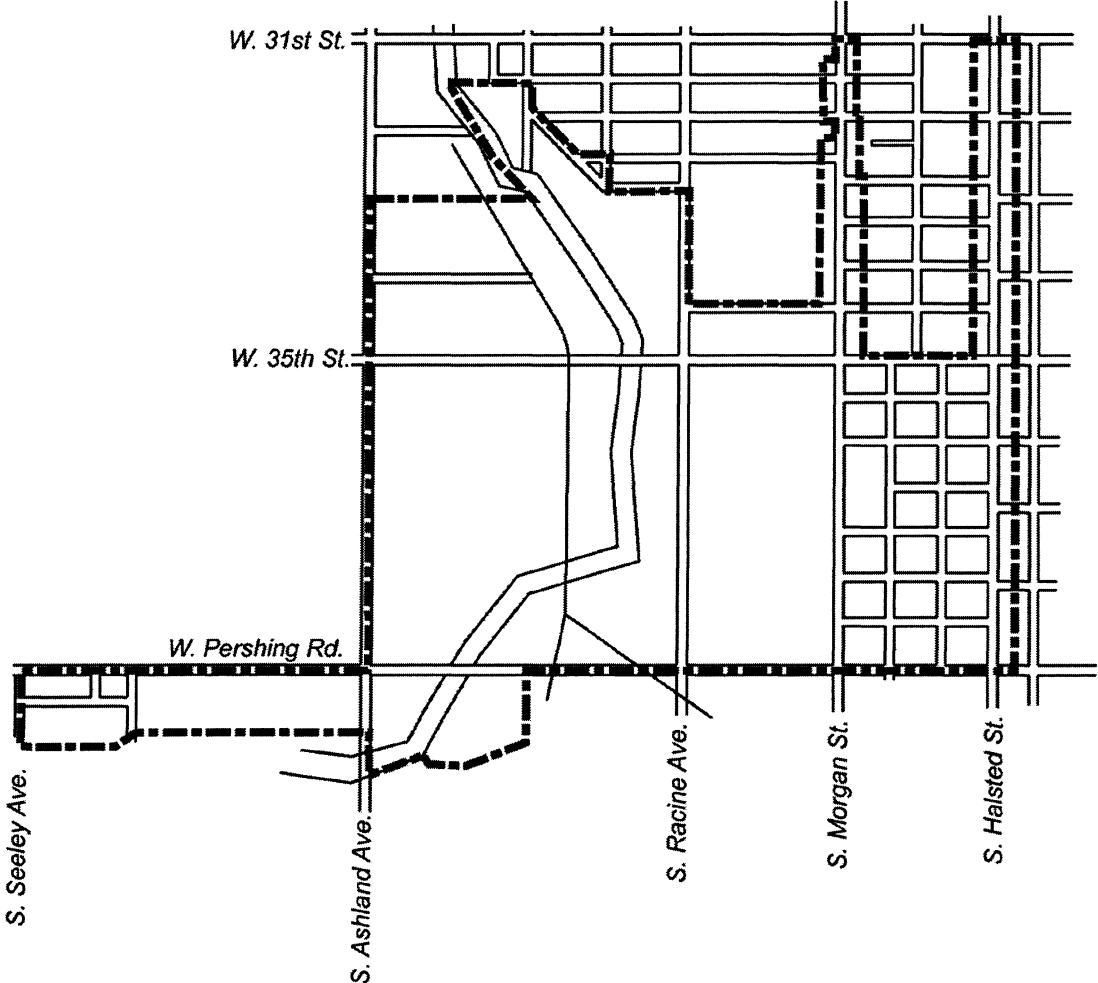 W. 31st St.
W. 35th St.
W. Pershing Rd.
S. Seeley Ave.
S. Ashland Ave.
S. Racine Ave.
S. Morgan St.
S. Halsted St.